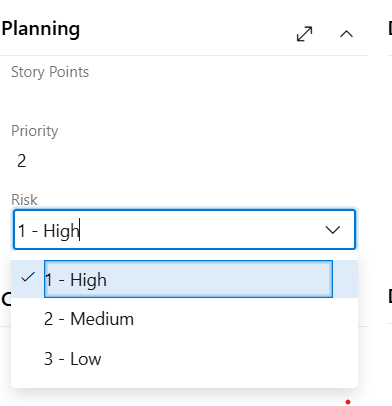 Planning
Story Points
Priority
2
Risk
1 - High
1 - High
2 - Medium
3 - Low